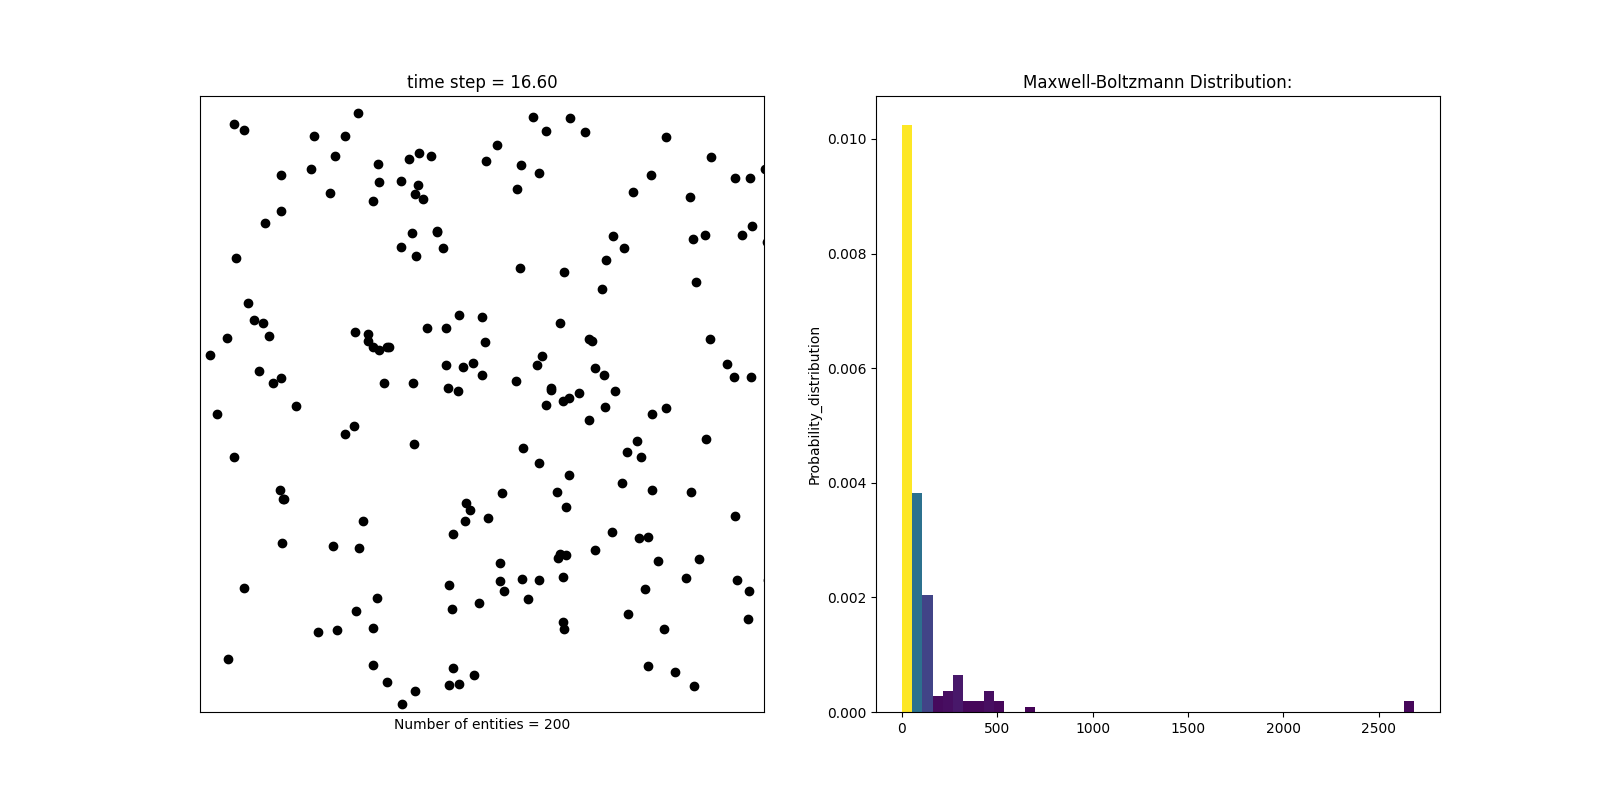 time step = 16.60
Number of entities = 200
Maxwell-Boltzmann Distribution:
Probability_distribution
0.010
0.008
0.006
0.004
0.002
0.000
0 500 1000 1500 2000 2500